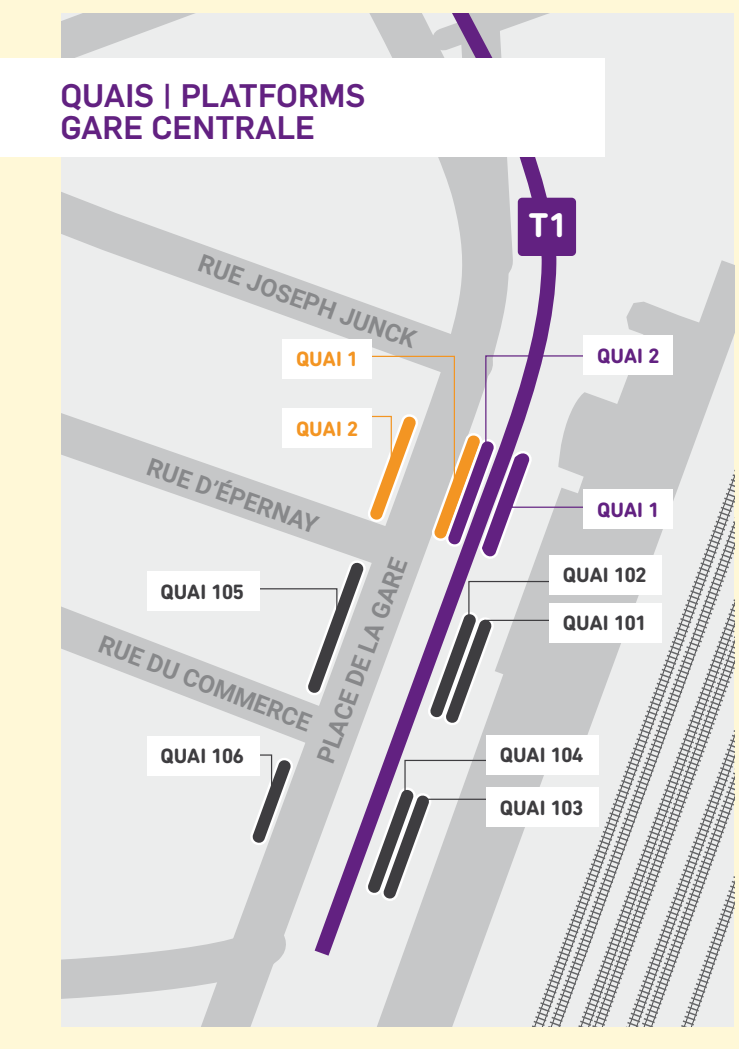 QUAIS | PLATFORMS
GARE CENTRALE
T1
RUE JOSEPH JUNCK
QUAI 1
QUAI 2
QUAI 2
RUE D'ÉPERNAY
QUAI 1
QUAI 102
QUAI 105
QUAI 101
PLACE DE LA GARE
RUE DU COMMERCE
QUAI 106
QUAI 104
QUAI 103